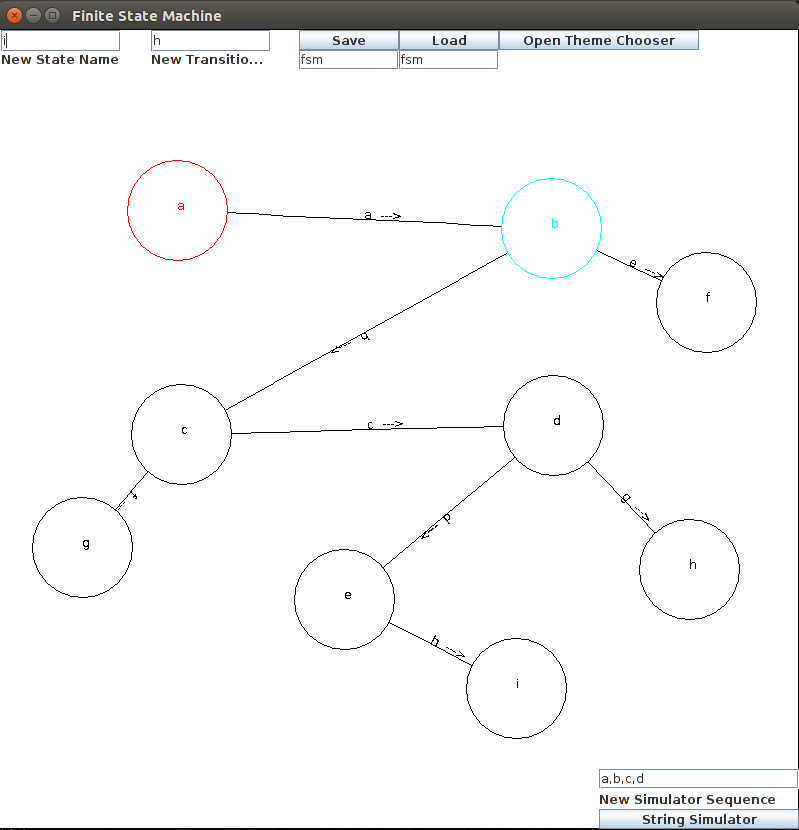 Finite State Machine
i h Save Load Open Theme Chooser
New State Name New Transitio... fsm fsm
a
a --->
b
e --->
f
b --->
c
c --->
d
f --->
d --->
g --->
g
h
e
h --->
i
a,b,c,d
New Simulator Sequence
String Simulator